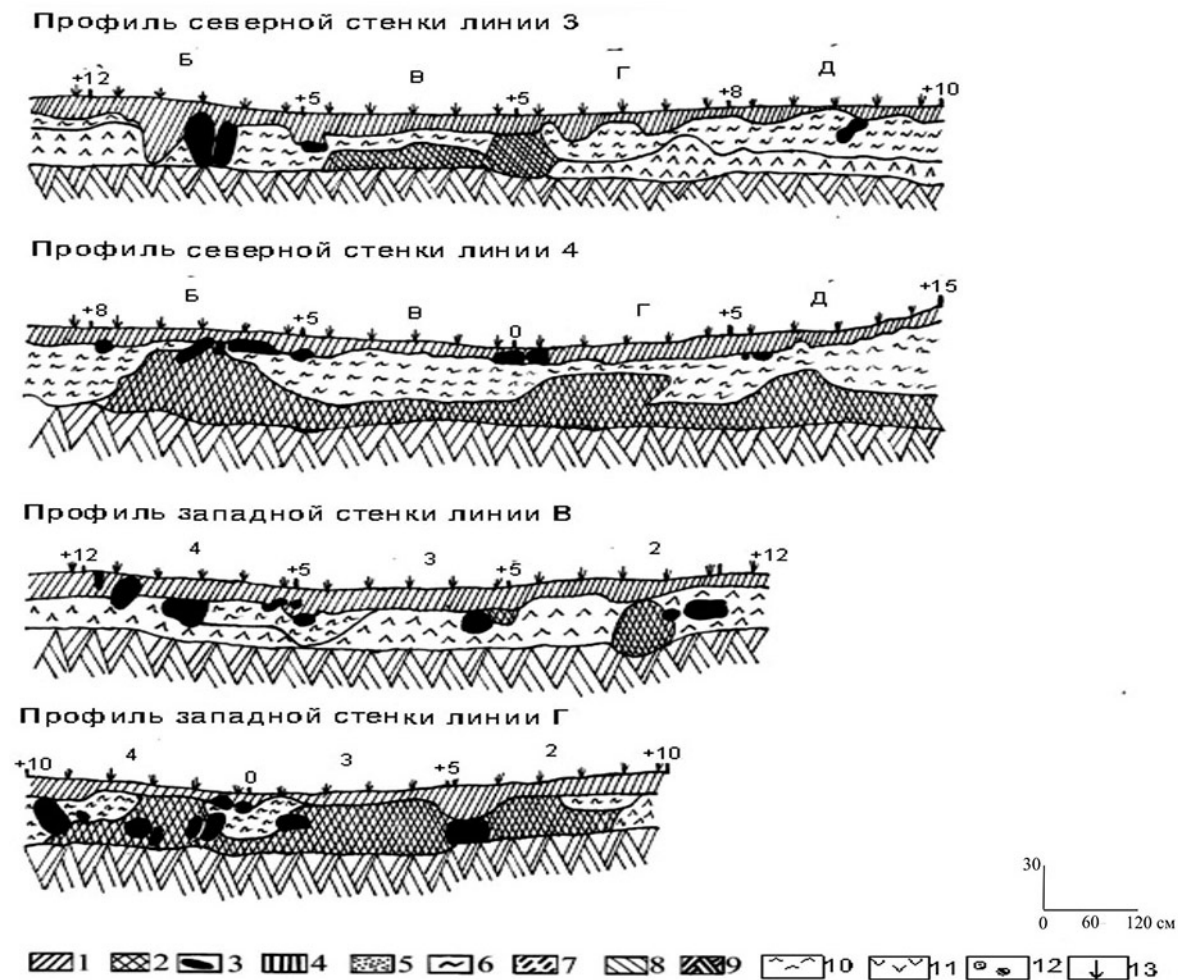 Профиль северной стенки линии 3
Б В Г Д
+12 +5 +5 +8 +10
Профиль северной стенки линии 4
Б В Г Д
+8 +5 0 +5 +15
Профиль западной стенки линии В
+12 4 +5 3 +5 2 +12
Профиль западной стенки линии Г
+10 4 0 3 +5 2 +10
30
0 60 120 см
1 2 3 4 5 6 7 8 9 10 11 12 13